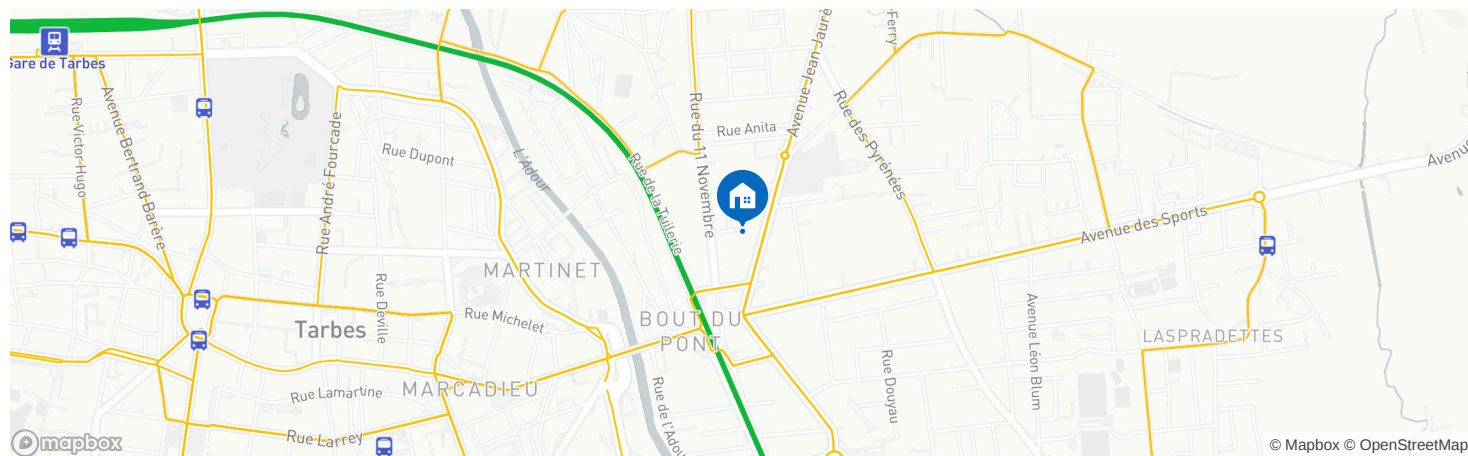 Gare de Tarbes
Rue Victor Hugo
Avenue Bertrand Barère
Rue André Fourcade
Rue Dupont
L'Adour
Rue de la Tuilerie
Rue du 11 Novembre
Rue Anita
Avenue Jean Jaurè
Ferry
Rue des Pyrénées
Avenue
Avenue des Sports
MARTINET
Rue Deville
Rue Michelet
Tarbes
BOUT DU
PONT
Avenue Léon Blum
LASPRADETTES
Rue Douyau
MARCADIEU
Rue Lamartine
Rue Larrey
Rue de l'Adou
mapbox
© Mapbox © OpenStreetMap